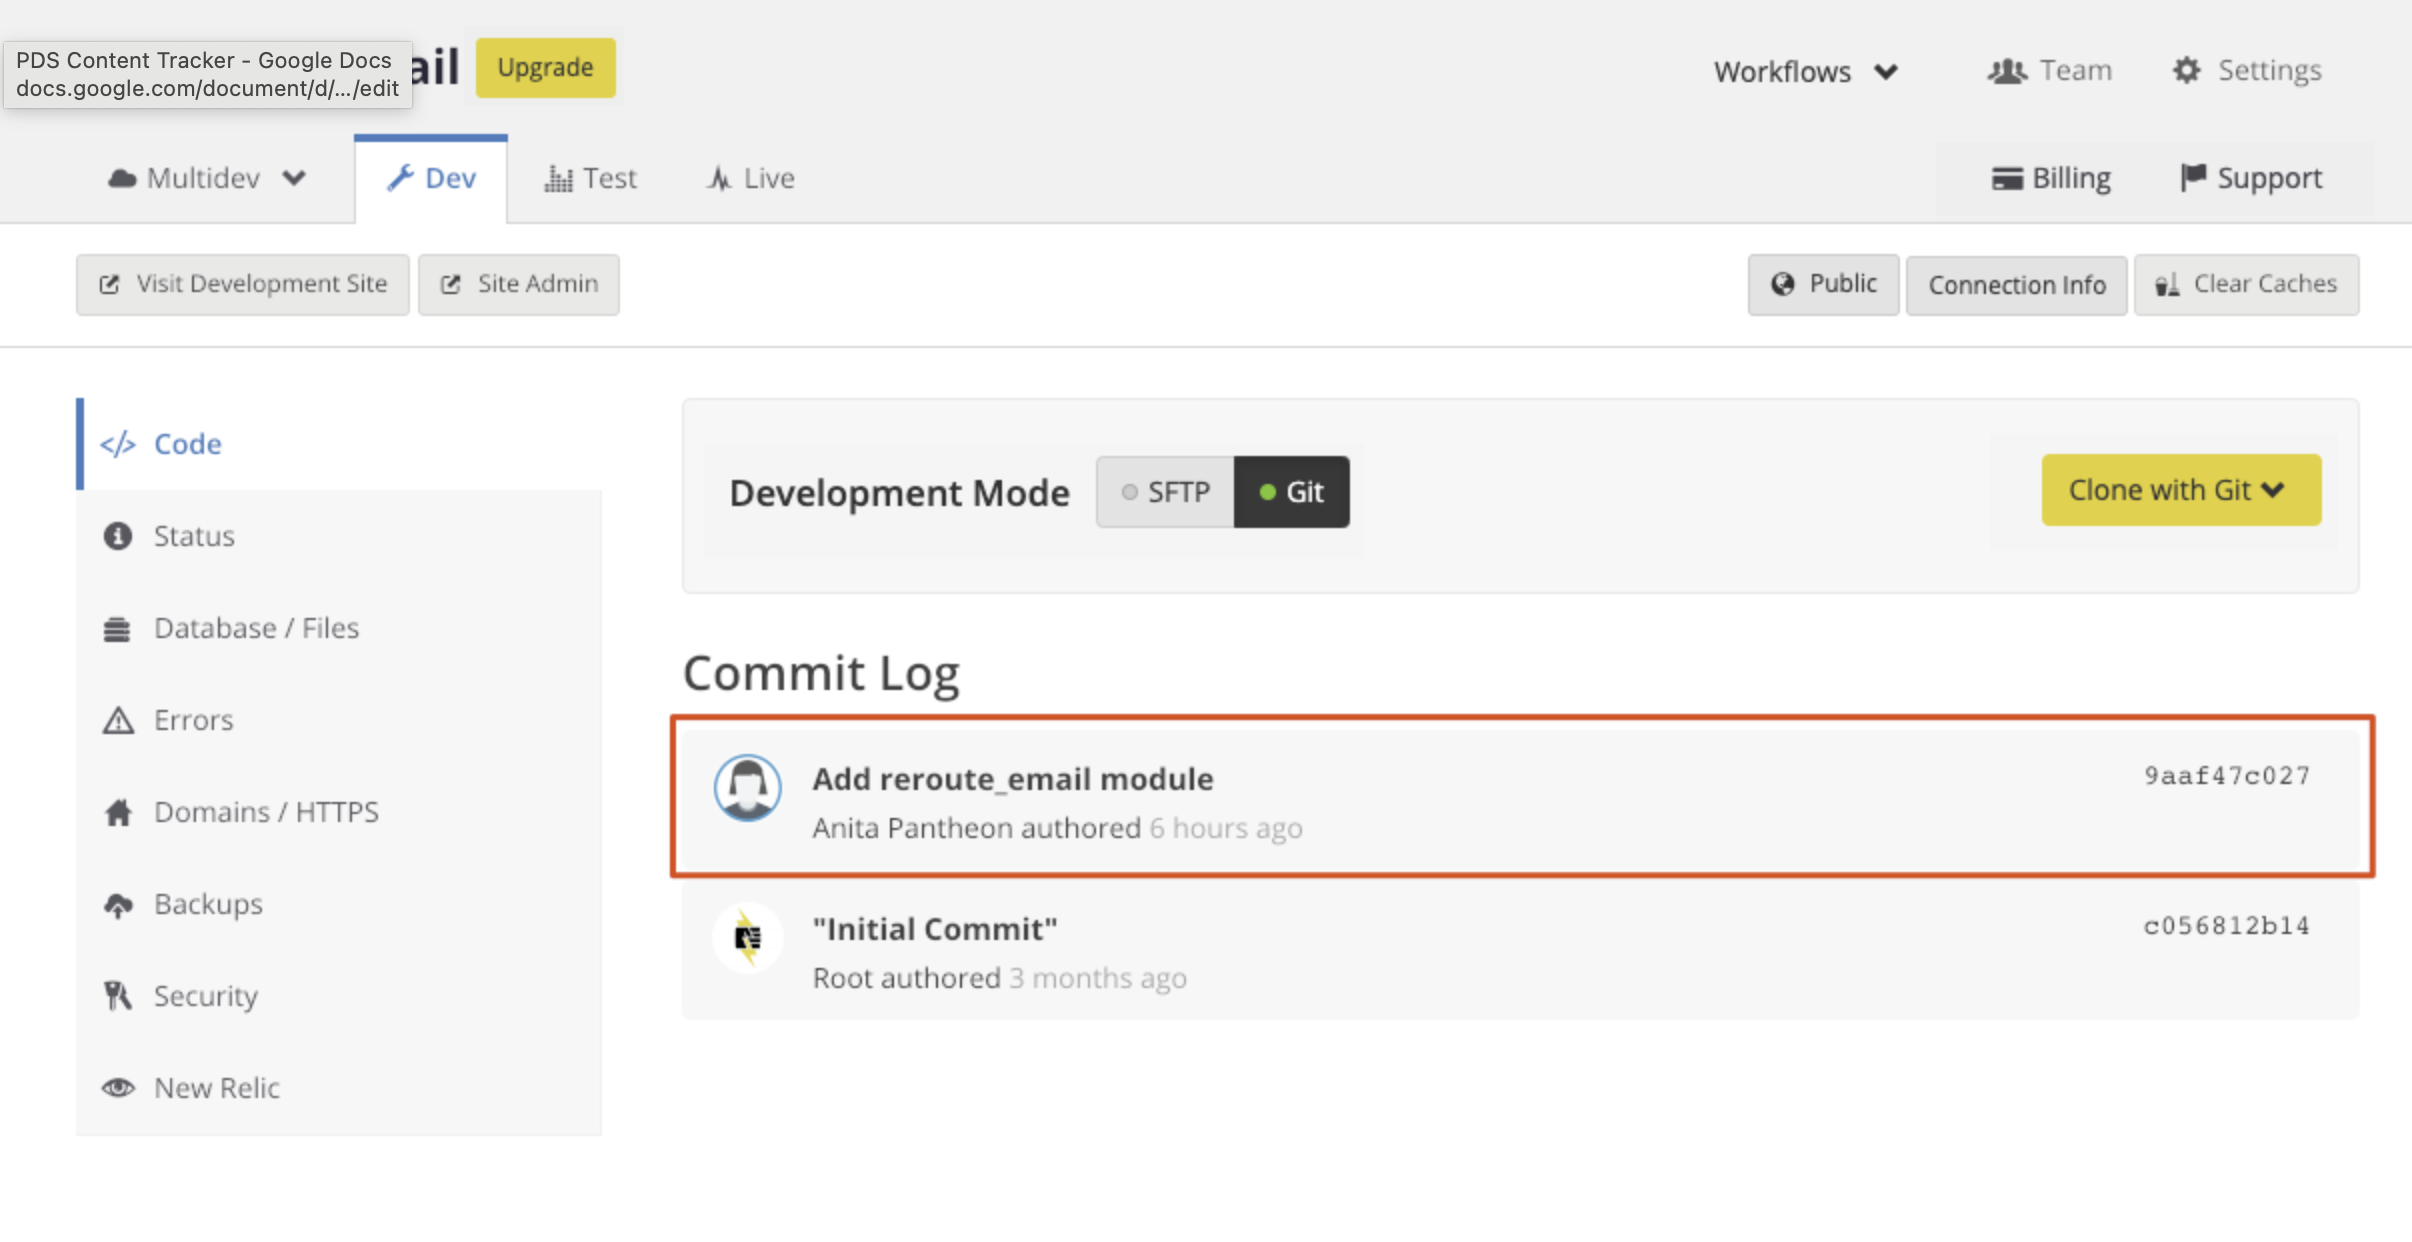 PDS Content Tracker - Google Docs
docs.google.com/document/d/.../edit
ail
Upgrade
Workflows
Team
Settings
Multidev
Dev
Test
Live
Billing
Support
Visit Development Site
Site Admin
Public
Connection Info
Clear Caches
Code
Status
Database / Files
Errors
Domains / HTTPS
Backups
Security
New Relic
Development Mode
SFTP
Git
Clone with Git
Commit Log
Add reroute_email module
9aaf47c027
Anita Pantheon authored 6 hours ago
"Initial Commit"
c056812b14
Root authored 3 months ago